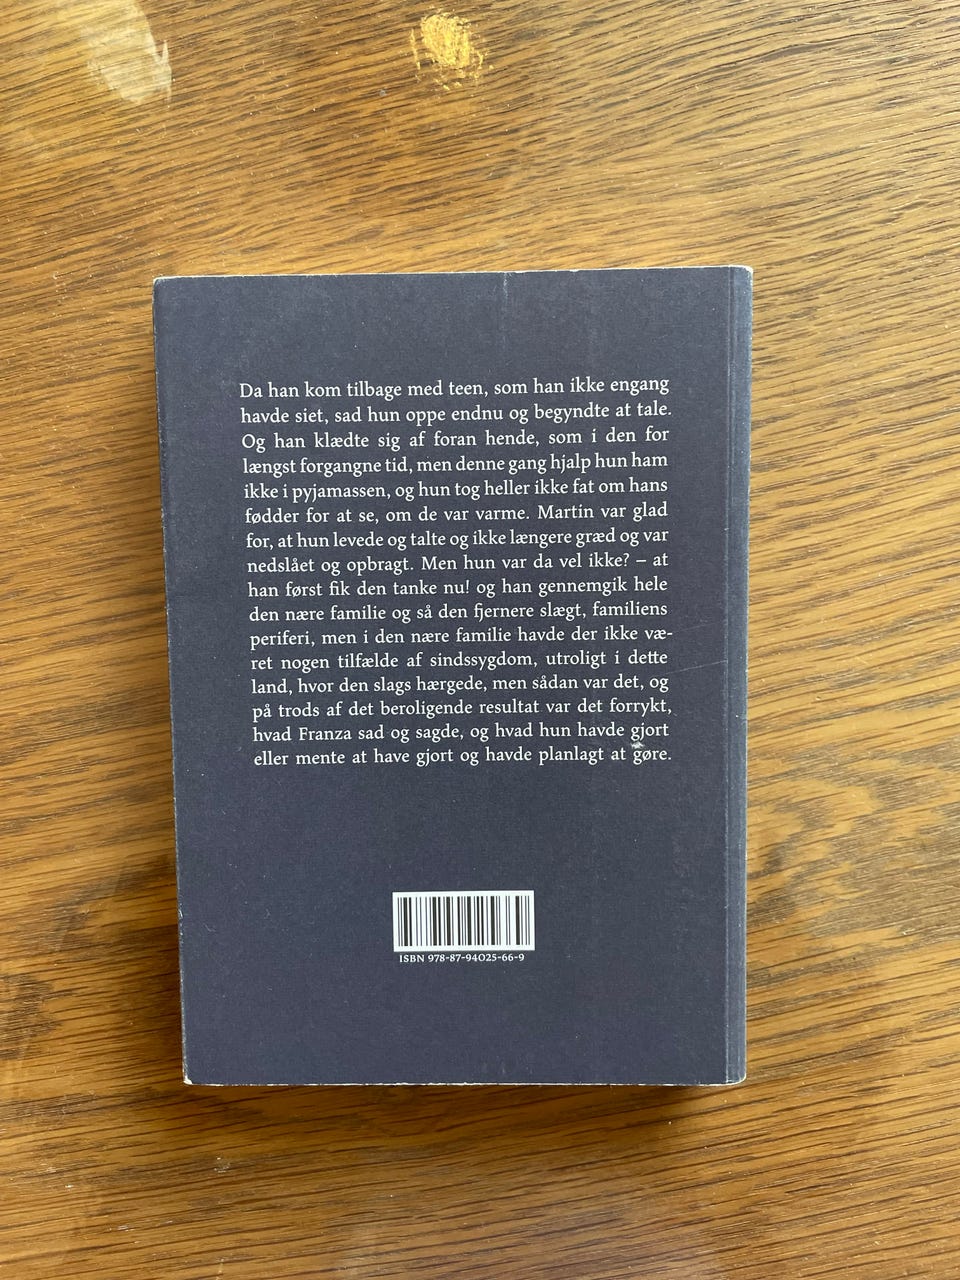 Da han kom tilbage med teen, som han ikke engang
havde siet, sad hun oppe endnu og begyndte at tale.
Og han klædte sig af foran hende, som i den for
længst forgangne tid, men denne gang hjalp hun ham
ikke i pyjamassen, og hun tog heller ikke fat om hans
fødder for at se, om de var varme. Martin var glad
for, at hun levede og talte og ikke længere græd og var
nedslået og opbragt. Men hun var da vel ikke? – at
han først fik den tanke nu! og han gennemgik hele
den nære familie og så den fjernere slægt, familiens
periferi, men i den nære familie havde der ikke væ-
ret nogen tilfælde af sindssygdom, utroligt i dette
land, hvor den slags hærgede, men sådan var det, og
på trods af det beroligende resultat var det forrykt,
hvad Franza sad og sagde, og hvad hun havde gjort
eller mente at have gjort og havde planlagt at gøre.
ISBN 978-87-94025-66-9